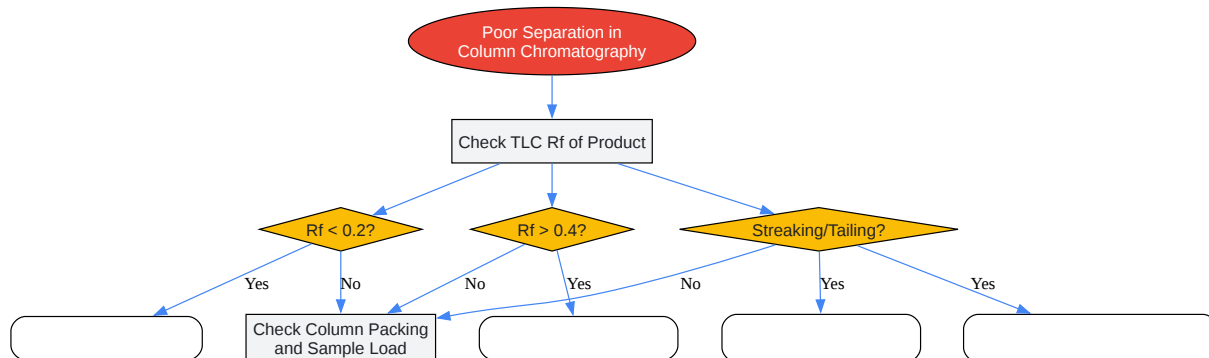 Poor Separation in
Column Chromatography
Check TLC Rf of Product
Rf < 0.2?
Rf > 0.4?
Streaking/Tailing?
Yes
No
No
Yes
No
Yes
Yes
Check Column Packing
and Sample Load